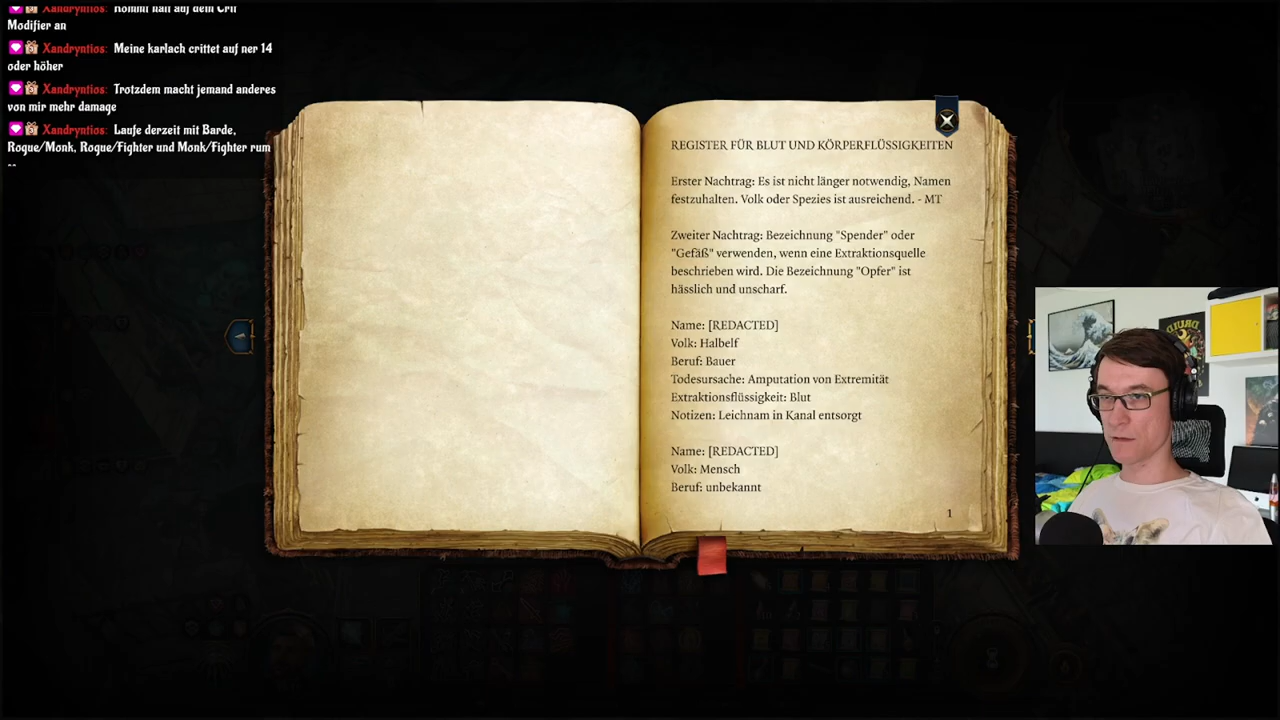 Kommt halt auf dein Crit
Modifier an
Xandryntios: Meine karlach crittet auf ner 14
oder höher
Xandryntios: Trotzdem macht jemand anderes
von mir mehr damage
Xandryntios: Laufe derzeit mit Barde,
Rogue/Monk, Rogue/Fighter und Monk/Fighter rum
REGISTER FÜR BLUT UND KÖRPERFLÜSSIGKEITEN
Erster Nachtrag: Es ist nicht länger notwendig, Namen
festzuhalten. Volk oder Spezies ist ausreichend. - MT
Zweiter Nachtrag: Bezeichnung "Spender" oder
"Gefäß" verwenden, wenn eine Extraktionsquelle
beschrieben wird. Die Bezeichnung "Opfer" ist
hässlich und unscharf.
Name: [REDACTED]
Volk: Halbelf
Beruf: Bauer
Todesursache: Amputation von Extremität
Extraktionsflüssigkeit: Blut
Notizen: Leichnam in Kanal entsorgt
Name: [REDACTED]
Volk: Mensch
Beruf: unbekannt
1
DRUID